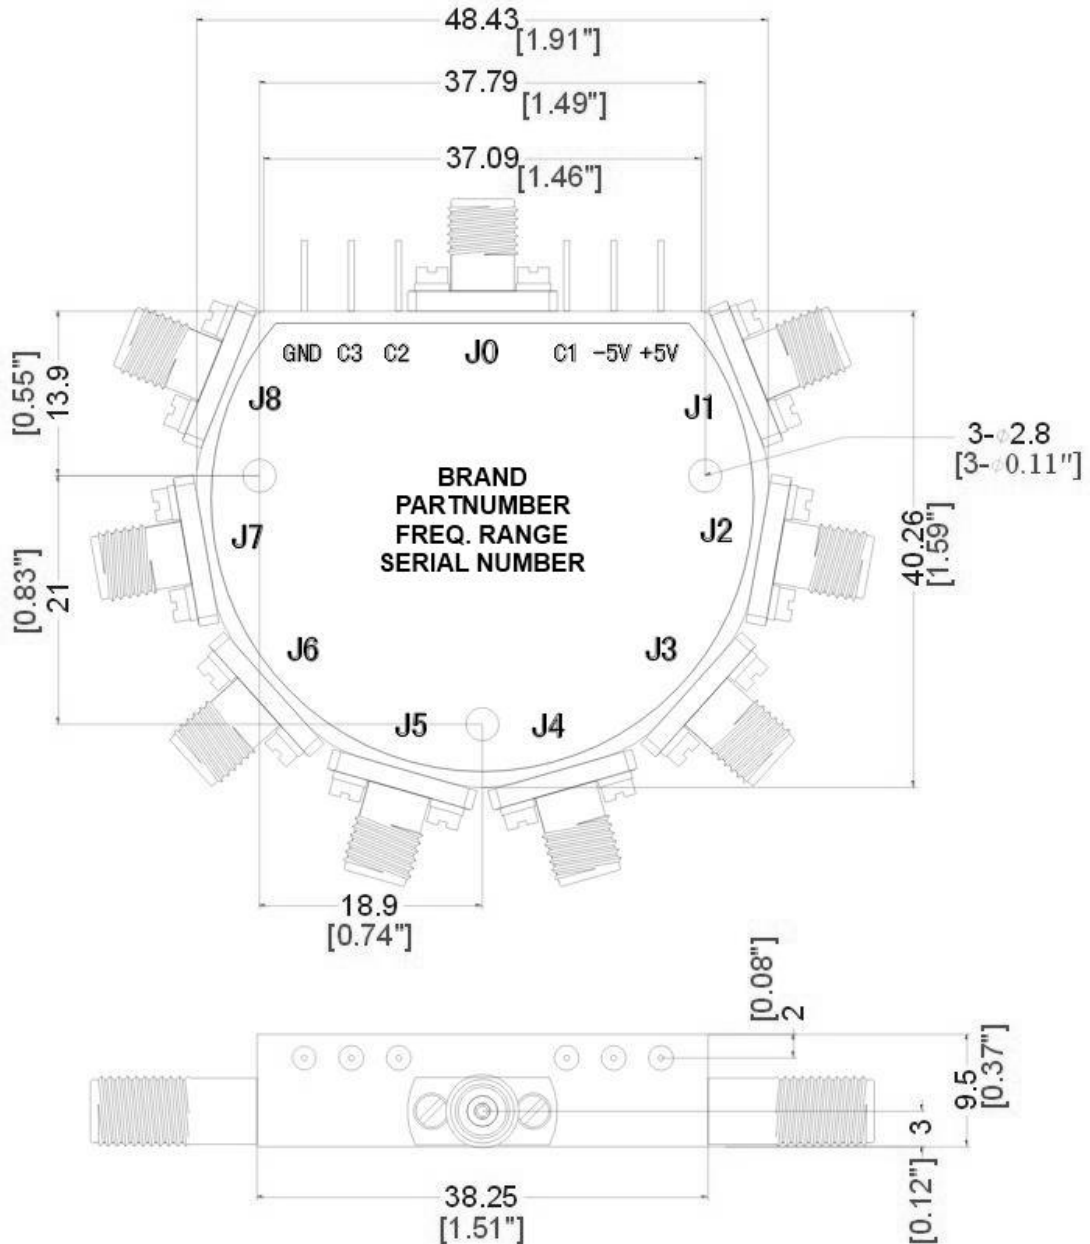 48.43
[1.91"]
37.79
[1.49"]
37.09
[1.46"]
GND C3 C2 J0 C1 -5V +5V
J8
J1
13.9
[0.55"]
3-ϕ2.8
[3-ϕ0.11"]
BRAND
PARTNUMBER
FREQ. RANGE
SERIAL NUMBER
J7
J2
40.26
[1.59"]
21
[0.83"]
J6
J3
J5
J4
18.9
[0.74"]
2
[0.08"]
9.5
[0.37"]
3
[0.12"]
38.25
[1.51"]